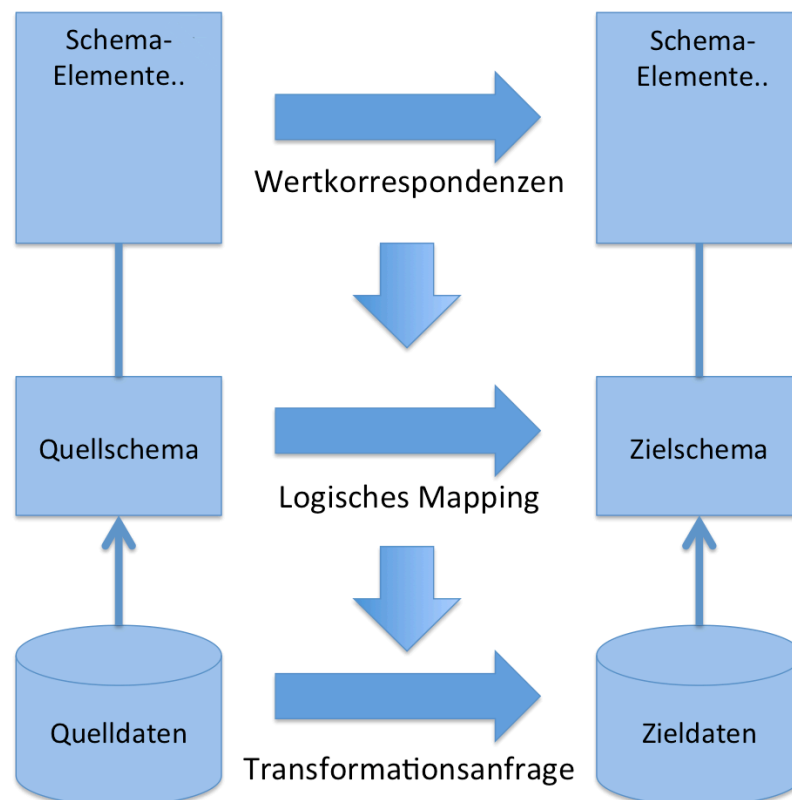 Schema-
Elemente..
Schema-
Elemente..
Wertkorrespondenzen
Quellschema
Zielschema
Logisches Mapping
Quelldaten
Zieldaten
Transformationsanfrage